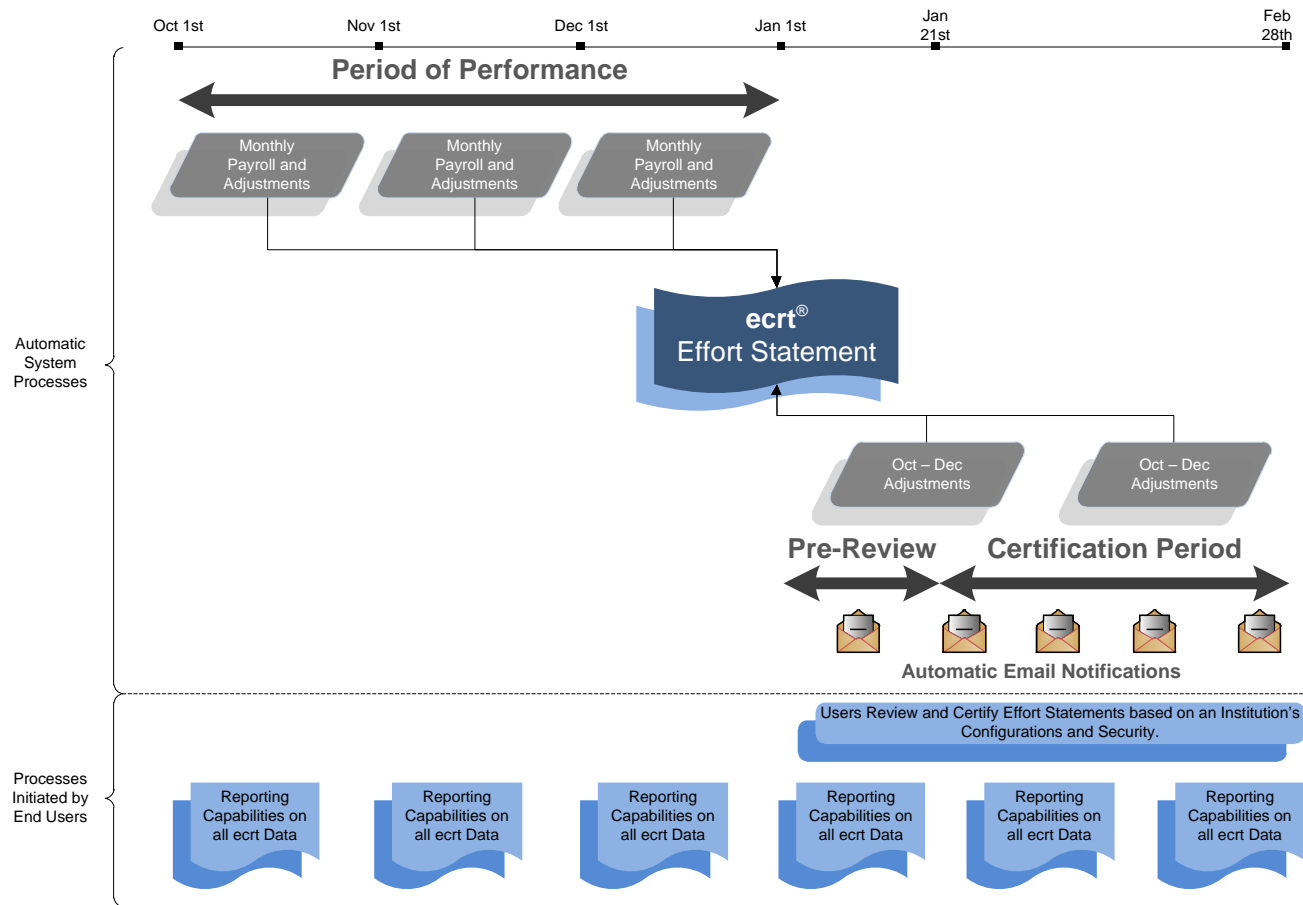 Oct 1st
Nov 1st
Dec 1st
Jan 1st
Jan
21st
Feb
28th
Period of Performance
Monthly
Payroll and
Adjustments
Monthly
Payroll and
Adjustments
Monthly
Payroll and
Adjustments
ecrt®
Effort Statement
Automatic
System
Processes
Oct – Dec
Adjustments
Oct – Dec
Adjustments
Pre-Review
Certification Period
Automatic Email Notifications
Users Review and Certify Effort Statements based on an Institution's
Configurations and Security.
Processes
Initiated by
End Users
Reporting
Capabilities on
all ecrt Data
Reporting
Capabilities on
all ecrt Data
Reporting
Capabilities on
all ecrt Data
Reporting
Capabilities on
all ecrt Data
Reporting
Capabilities on
all ecrt Data
Reporting
Capabilities on
all ecrt Data